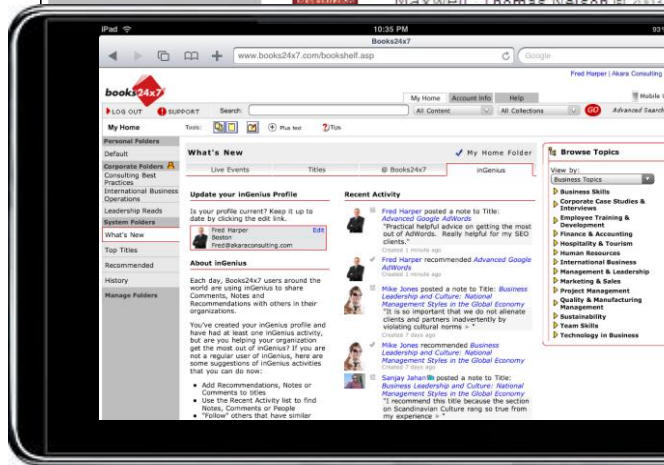 Maxwell Thomas Nelson
iPad 10:35 PM 93
Books24x7
www.books24x7.com/bookshelf.asp Google
Fred Harper | Akara Consulting
books24x7
My Home Account Info Help Mobile
LOG OUT SUPPORT Search: All Content All Collections GO Advanced Search
My Home Tools: Plus text Tips
Personal Folders
Default
Corporate Folders
Consulting Best
Practices
International Business
Operations
Leadership Reads
System Folders
What's New
Top Titles
Recommended
History
Manage Folders
What's New My Home Folder
Live Events Titles @ Books24x7 inGenius
Update your inGenius Profile
Is your profile current? Keep it up to
date by clicking the edit link.
Fred Harper Edit
Boston
Fred@akaraconsulting.com
About inGenius
Each day, Books24x7 users around the
world are using inGenius to share
Comments, Notes and
Recommendations with others in their
organizations.
You've created your inGenius profile and
have had at least one inGenius activity,
but are you helping your organization
get the most out of inGenius? If you are
not a regular user of inGenius, here are
some suggestions of inGenius activities
that you can do now:
• Add Recommendations, Notes or
Comments to titles
• Use the Recent Activity list to find
Notes, Comments or People
• "Follow" others that have similar
Recent Activity
Fred Harper posted a note to Title:
Advanced Google AdWords
"Practical helpful advice on getting the most
out of AdWords. Really helpful for my SEO
clients."
Created 1 minute ago
Fred Harper recommended Advanced Google
AdWords
Created 1 minute ago
Mike Jones posted a note to Title:
Business Leadership and Culture: National
Management Styles in the Global Economy
"It is so important that we do not alienate
clients and partners inadvertently by
violating cultural norms > "
Created 7 days ago
Mike Jones recommended Business
Leadership and Culture: National
Management Styles in the Global Economy
Created 7 days ago
Sanjay Jahan posted a note to Title:
Business Leadership and Culture: National
Management Styles in the Global Economy
"I recommend this title because the section
on Scandinavian Culture rang so true from
my experience > "
Browse Topics
View by:
Business Topics
Business Skills
Corporate Case Studies &
Interviews
Employee Training &
Development
Finance & Accounting
Hospitality & Tourism
Human Resources
International Business
Management & Leadership
Marketing & Sales
Project Management
Quality & Manufacturing
Management
Sustainability
Team Skills
Technology in Business